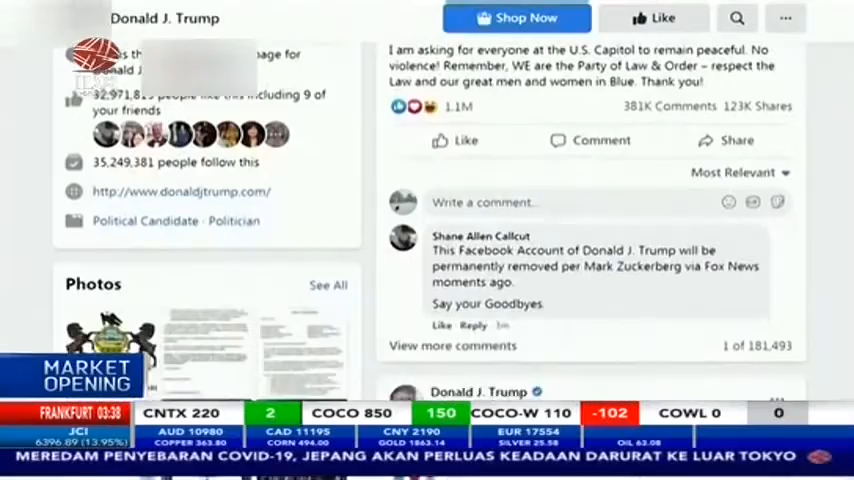 Donald J. Trump
Shop Now
Like
IDX
s the nage for
Donald J
32,971,81 people like this including 9 of
your friends
35,249,381 people follow this
http://www.donaldjtrump.com/
Political Candidate · Politician
Photos
See All
I am asking for everyone at the U.S. Capitol to remain peaceful. No
violence! Remember, WE are the Party of Law & Order – respect the
Law and our great men and women in Blue. Thank you!
1.1M
381K Comments 123K Shares
Like Comment Share
Most Relevant
Write a comment...
GIF
Shane Allen Callcut
This Facebook Account of Donald J. Trump will be
permanently removed per Mark Zuckerberg via Fox News
moments ago.
Say your Goodbyes
Like · Reply · 1m
View more comments
1 of 181,493
Donald J. Trump
MARKET
OPENING
FRANKFURT 03:38
CNTX 220 2 COCO 850 150 COCO-W 110 -102 COWL 0 0
JCI
6396.89 (13.95%)
AUD 10980 CAD 11195 CNY 2190 EUR 17554
COPPER 363.80 CORN 494.00 GOLD 1863.14 SILVER 25.58 OIL 63.08
MEREDAM PENYEBARAN COVID-19, JEPANG AKAN PERLUAS KEADAAN DARURAT KE LUAR TOKYO